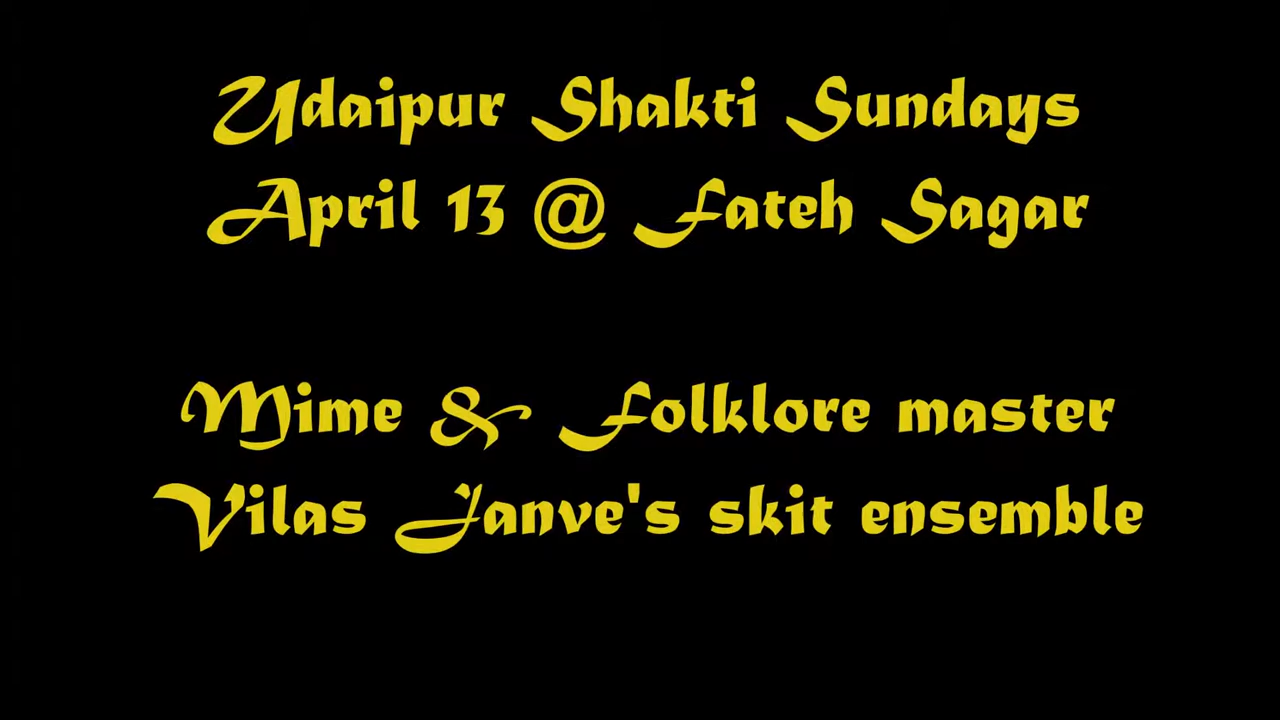 Udaipur Shakti Sundays
April 13 @ Fateh Sagar
Mime & Folklore master
Vilas Janve's skit ensemble